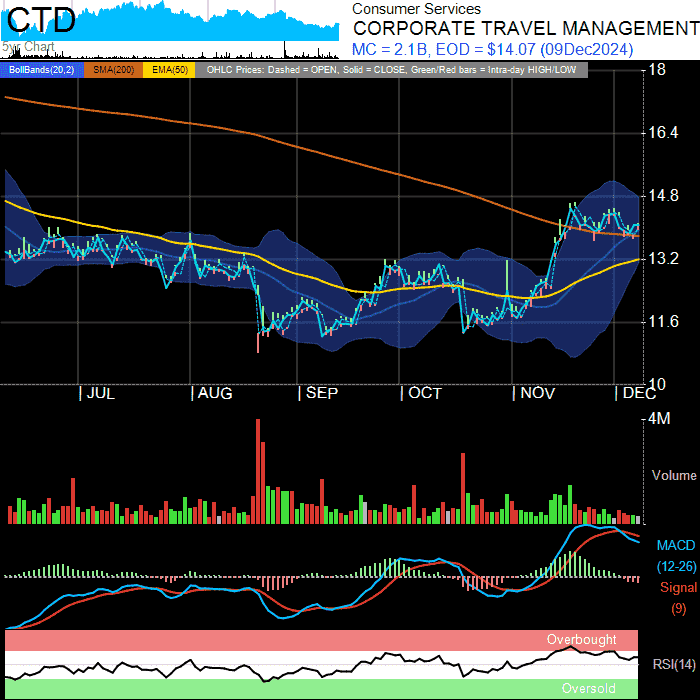 CTD
5yr Chart
Consumer Services
CORPORATE TRAVEL MANAGEMENT
MC = 2.1B, EOD = $14.07 (09Dec2024)
BollBands(20,2) SMA(200) EMA(50) OHLC Prices: Dashed = OPEN, Solid = CLOSE, Green/Red bars = Intra-day HIGH/LOW
18
16.4
14.8
13.2
11.6
10
JUL AUG SEP OCT NOV DEC
4M
Volume
MACD
(12-26)
Signal
(9)
Overbought
RSI(14)
Oversold